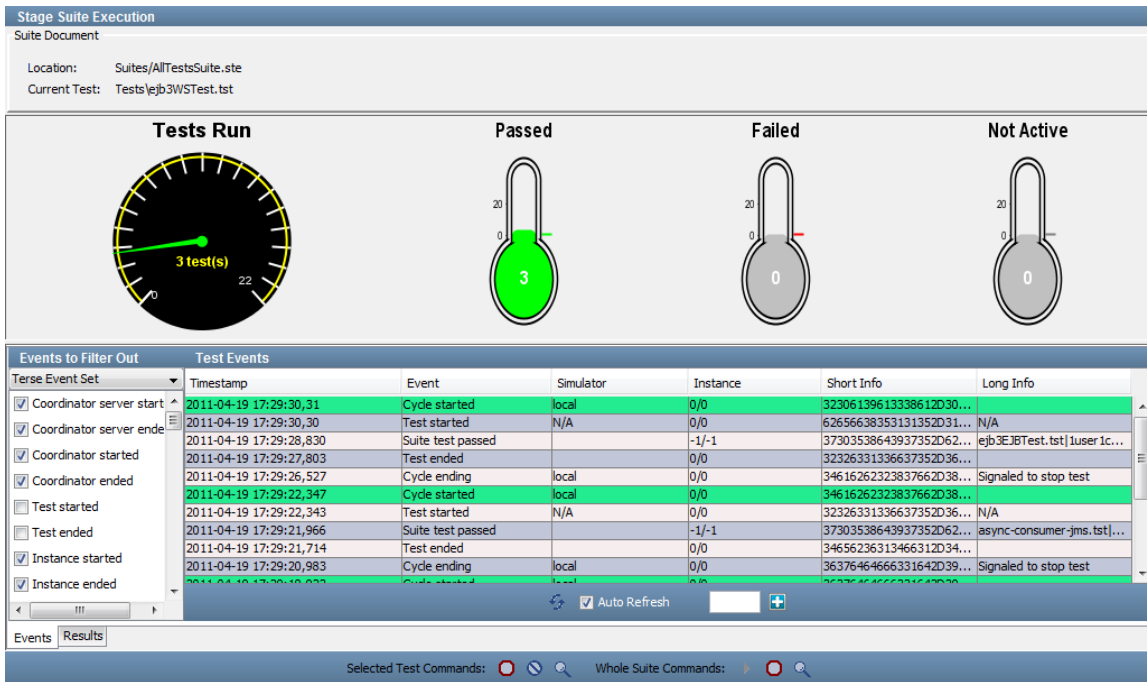 Stage Suite Execution
Suite Document
Location: Suites/AllTestsSuite.ste
Current Test: Tests\ejb3WSTest.tst
Tests Run Passed Failed Not Active
3 test(s)
0 22
20
0
3
20
0
0
20
0
0
Events to Filter Out Test Events
Terse Event Set
Timestamp Event Simulator Instance Short Info Long Info
Coordinator server start
Coordinator server ende
Coordinator started
Coordinator ended
Test started
Test ended
Instance started
Instance ended
2011-04-19 17:29:30,31 Cycle started local 0/0 32306139613338612D30...
2011-04-19 17:29:30,30 Test started N/A 0/0 62656638353131352D31... N/A
2011-04-19 17:29:28,830 Suite test passed -1/-1 37303538643937352D62... ejb3EJBTest.tst|1user1c...
2011-04-19 17:29:27,803 Test ended 0/0 32326331336637352D36...
2011-04-19 17:29:26,527 Cycle ending local 0/0 34616262323837662D38... Signaled to stop test
2011-04-19 17:29:22,347 Cycle started local 0/0 34616262323837662D38...
2011-04-19 17:29:22,343 Test started N/A 0/0 32326331336637352D36... N/A
2011-04-19 17:29:21,966 Suite test passed -1/-1 37303538643937352D62... async-consumer-jms.tst|...
2011-04-19 17:29:21,714 Test ended 0/0 34656236313466312D34...
2011-04-19 17:29:20,983 Cycle ending local 0/0 36376464666331642D39... Signaled to stop test
Auto Refresh
Events Results
Selected Test Commands: Whole Suite Commands: